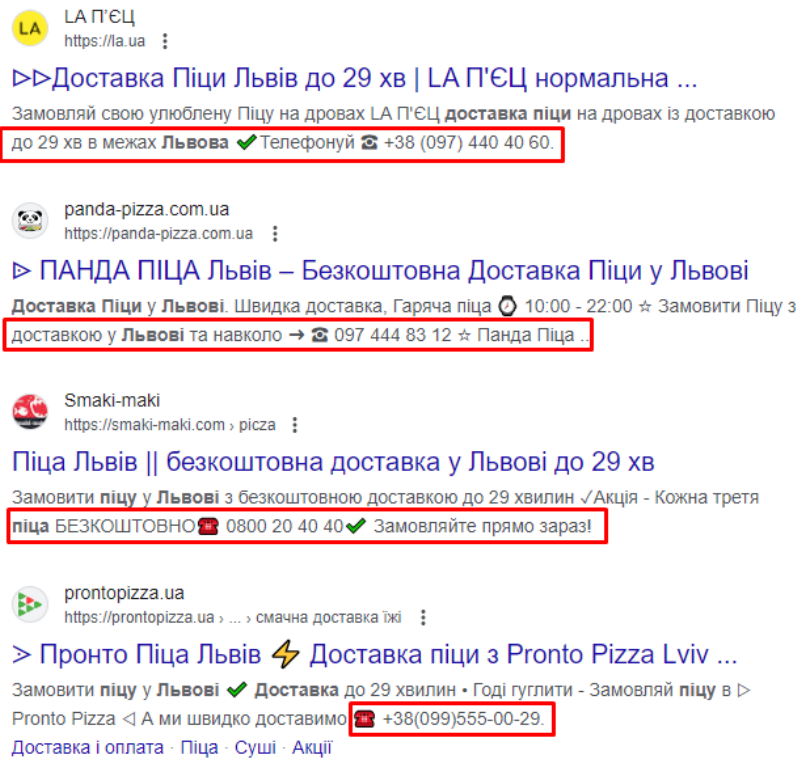 LA
LA П'ЄЦ
https://la.ua
ᐅᐅДоставка Піци Львів до 29 хв | LA П'ЄЦ нормальна ...
Замовляй свою улюблену Піцу на дровах LA П'ЄЦ доставка піци на дровах із доставкою
до 29 хв в межах Львова ✔ Телефонуй ☎ +38 (097) 440 40 60.
panda-pizza.com.ua
https://panda-pizza.com.ua
ᐅ ПАНДА ПІЦА Львів – Безкоштовна Доставка Піци у Львові
Доставка Піци у Львові. Швидка доставка, Гаряча піца ⌚ 10:00 - 22:00 ☆ Замовити Піцу з
доставкою у Львові та навколо → ☎ 097 444 83 12 ☆ Панда Піца ...
Smaki-maki
https://smaki-maki.com › picza
Піца Львів || безкоштовна доставка у Львові до 29 хв
Замовити піцу у Львові з безкоштовною доставкою до 29 хвилин ✓Акція - Кожна третя
піца БЕЗКОШТОВНО☎ 0800 20 40 40✔ Замовляйте прямо зараз!
prontopizza.ua
https://prontopizza.ua › ... › смачна доставка їжі
ᐷ Пронто Піца Львів ⚡ Доставка піци з Pronto Pizza Lviv ...
Замовити піцу у Львові ✔ Доставка до 29 хвилин • Годі гуглити - Замовляй піцу в ▷
Pronto Pizza ◁ А ми швидко доставимо ☎ +38(099)555-00-29.
Доставка і оплата · Піца · Суші · Акції